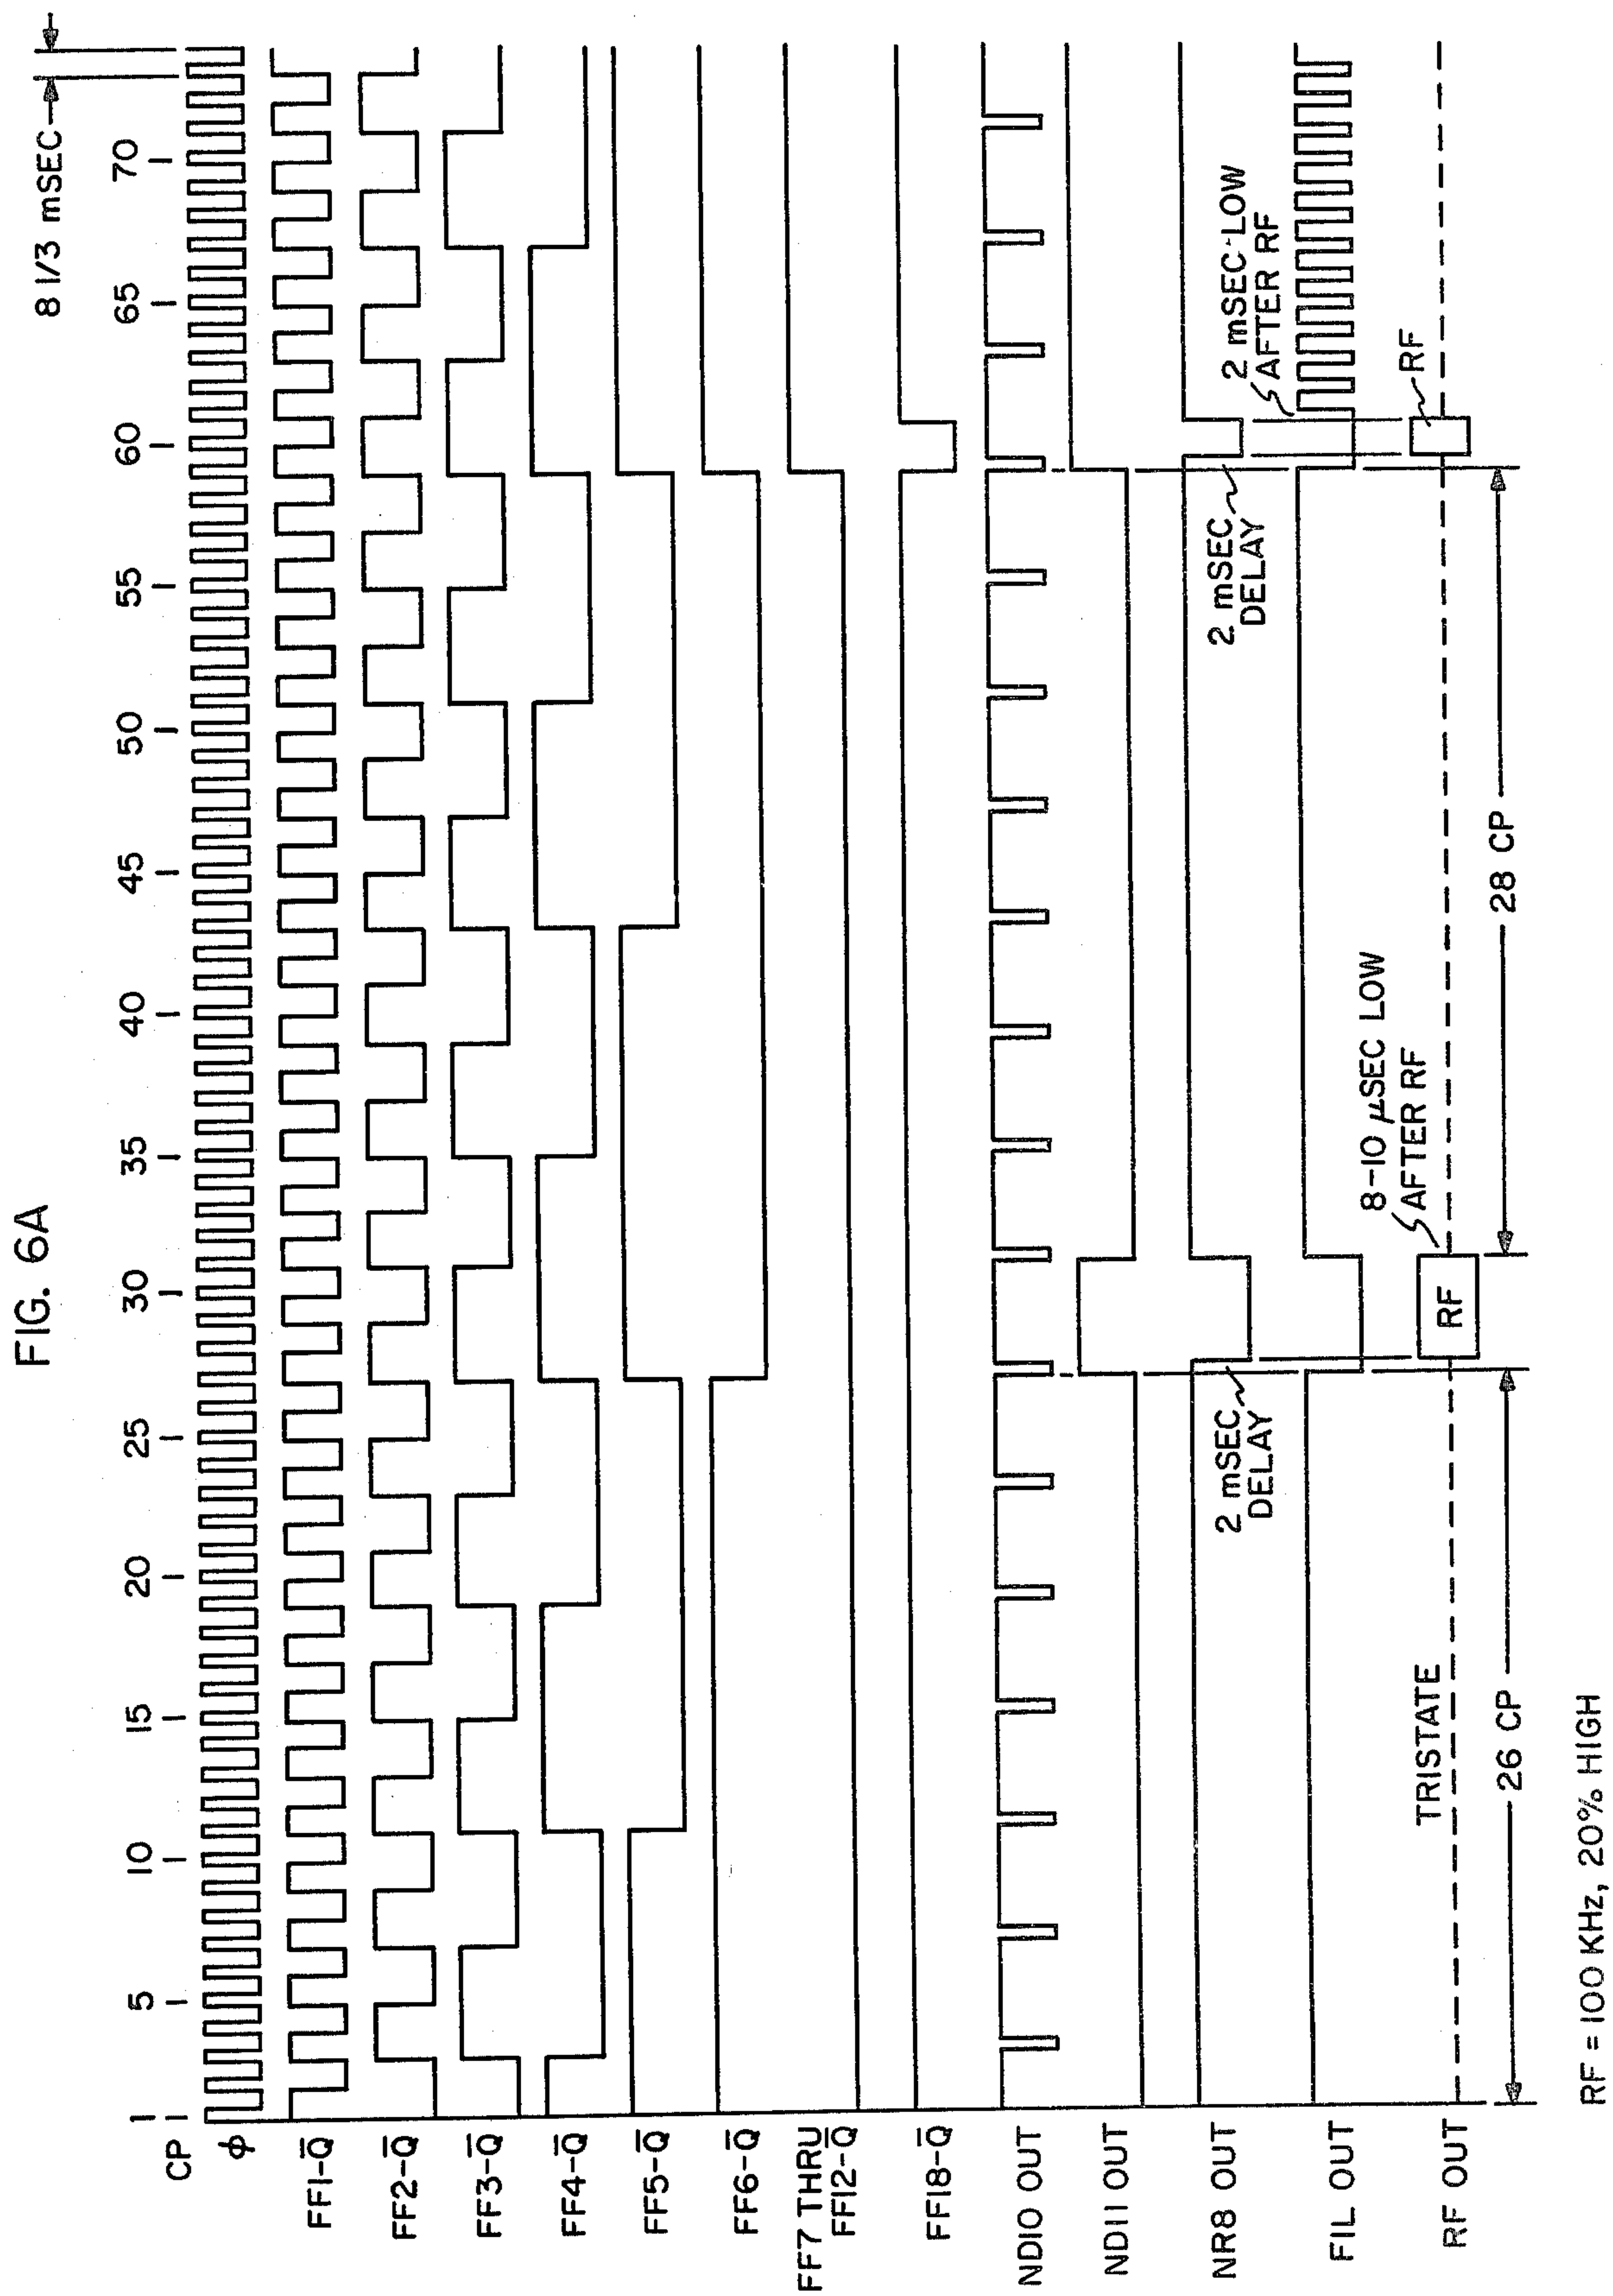 FIG. 6A
8 1/3 mSEC
CP
1 5 10 15 20 25 30 35 40 45 50 55 60 65 70
ϕ
FF1-Q̅
FF2-Q̅
FF3-Q̅
FF4-Q̅
FF5-Q̅
FF6-Q̅
FF7 THRU
FF12-Q̅
FF18-Q̅
ND10 OUT
ND11 OUT
NR8 OUT
2 mSEC
DELAY
2 mSEC
DELAY
2 mSEC LOW
AFTER RF
FIL OUT
8-10 μSEC LOW
AFTER RF
RF OUT
TRISTATE
RF
RF
26 CP
28 CP
RF = 100 KHz, 20% HIGH